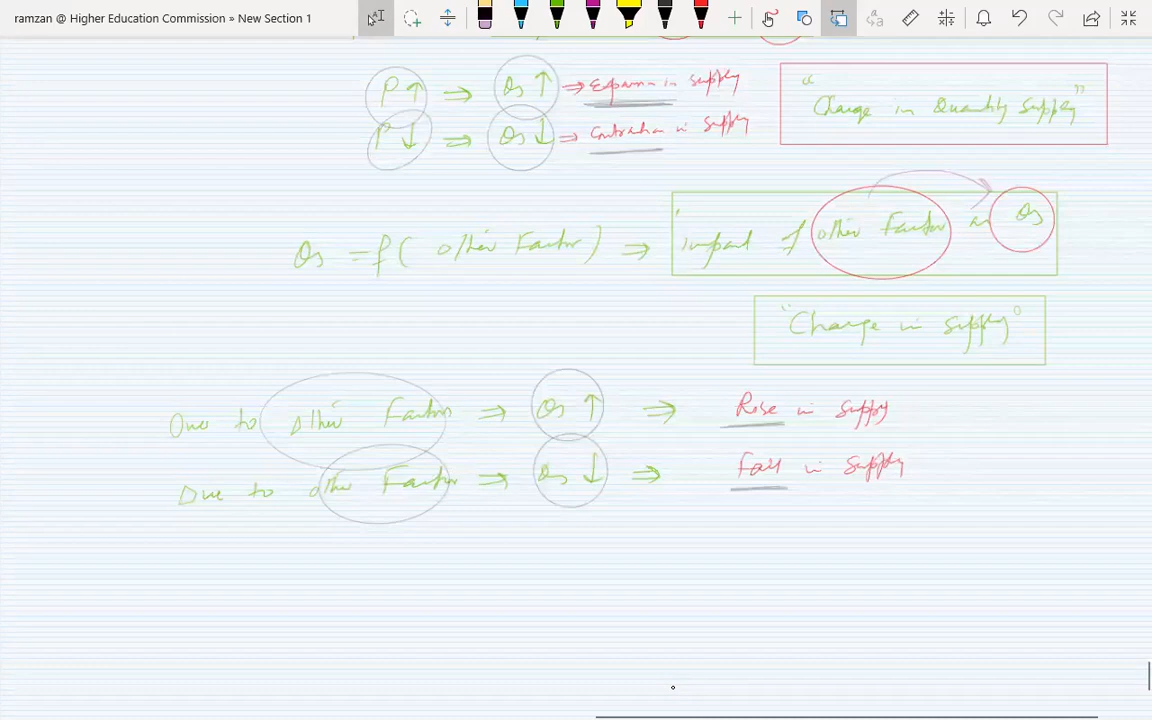 ramzan @ Higher Education Commission » New Section 1
P↑ ⇒ Qs↑ ⇒ Expansion in supply
"Change in Quantity Supply"
P↓ ⇒ Qs↓ ⇒ Contraction in supply
Qs = f( other Factor) ⇒ 'impact of other Factor on Qs
"Change in supply"
Due to other Factors ⇒ Qs↑ ⇒ Rise in supply
Due to other Factor ⇒ Qs↓ ⇒ Fall in supply